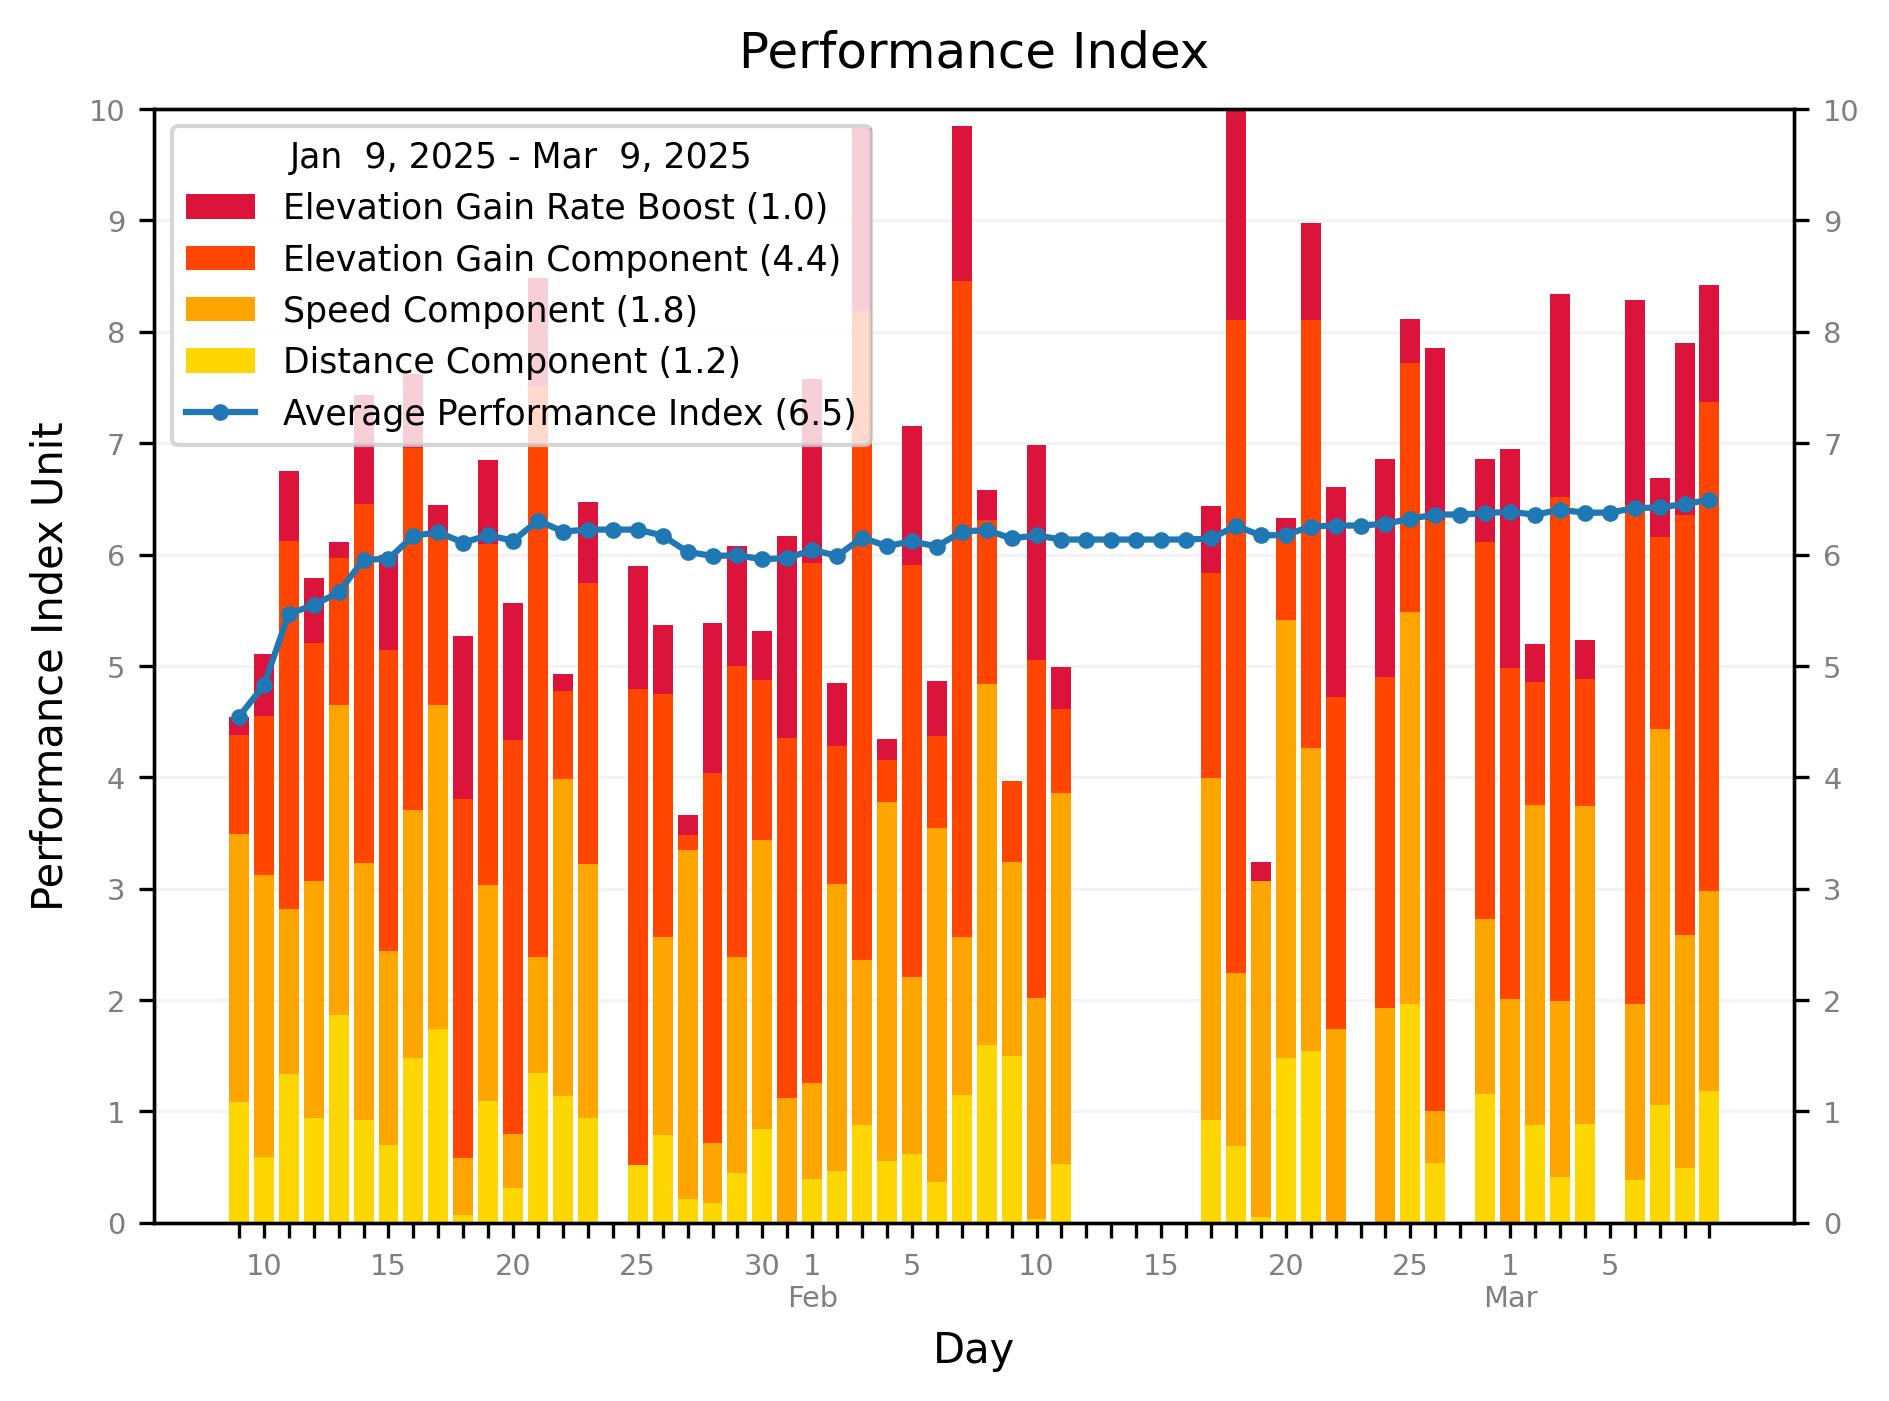 Performance Index
Jan  9, 2025 - Mar  9, 2025
Elevation Gain Rate Boost (1.0)
Elevation Gain Component (4.4)
Speed Component (1.8)
Distance Component (1.2)
Average Performance Index (6.5)
Performance Index Unit
10
9
8
7
6
5
4
3
2
1
0
10
9
8
7
6
5
4
3
2
1
0
10 15 20 25 30 1 5 10 15 20 25 1 5
Feb Mar
Day